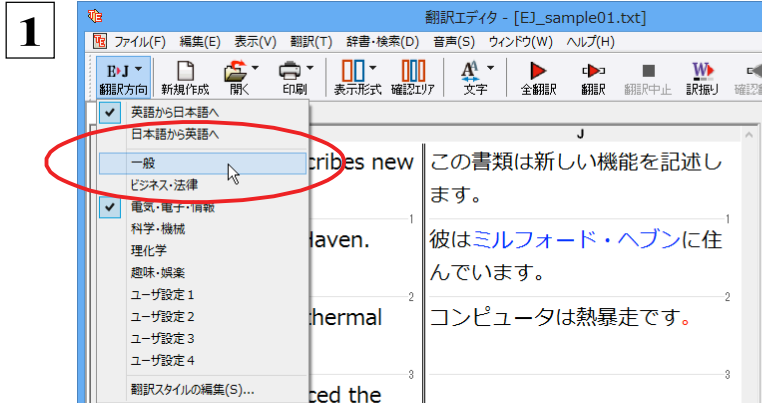 1
翻訳エディタ - [EJ_sample01.txt]
ファイル(F) 編集(E) 表示(V) 翻訳(T) 辞書・検索(D) 音声(S) ウィンドウ(W) ヘルプ(H)
翻訳方向 新規作成 開く 印刷 表示形式 確認エリア 文字 全翻訳 翻訳 翻訳中止 訳振り
英語から日本語へ
日本語から英語へ
J
一般
cribes new この書類は新しい機能を記述し
ビジネス・法律
ます。
電気・電子・情報
1 1
科学・機械
Haven. 彼はミルフォード・ヘブンに住
理化学
んでいます。
趣味・娯楽
ユーザ設定1
2 2
ユーザ設定2
thermal コンピュータは熱暴走です。
ユーザ設定3
ユーザ設定4
3 3
翻訳スタイルの編集(S)...
ced the